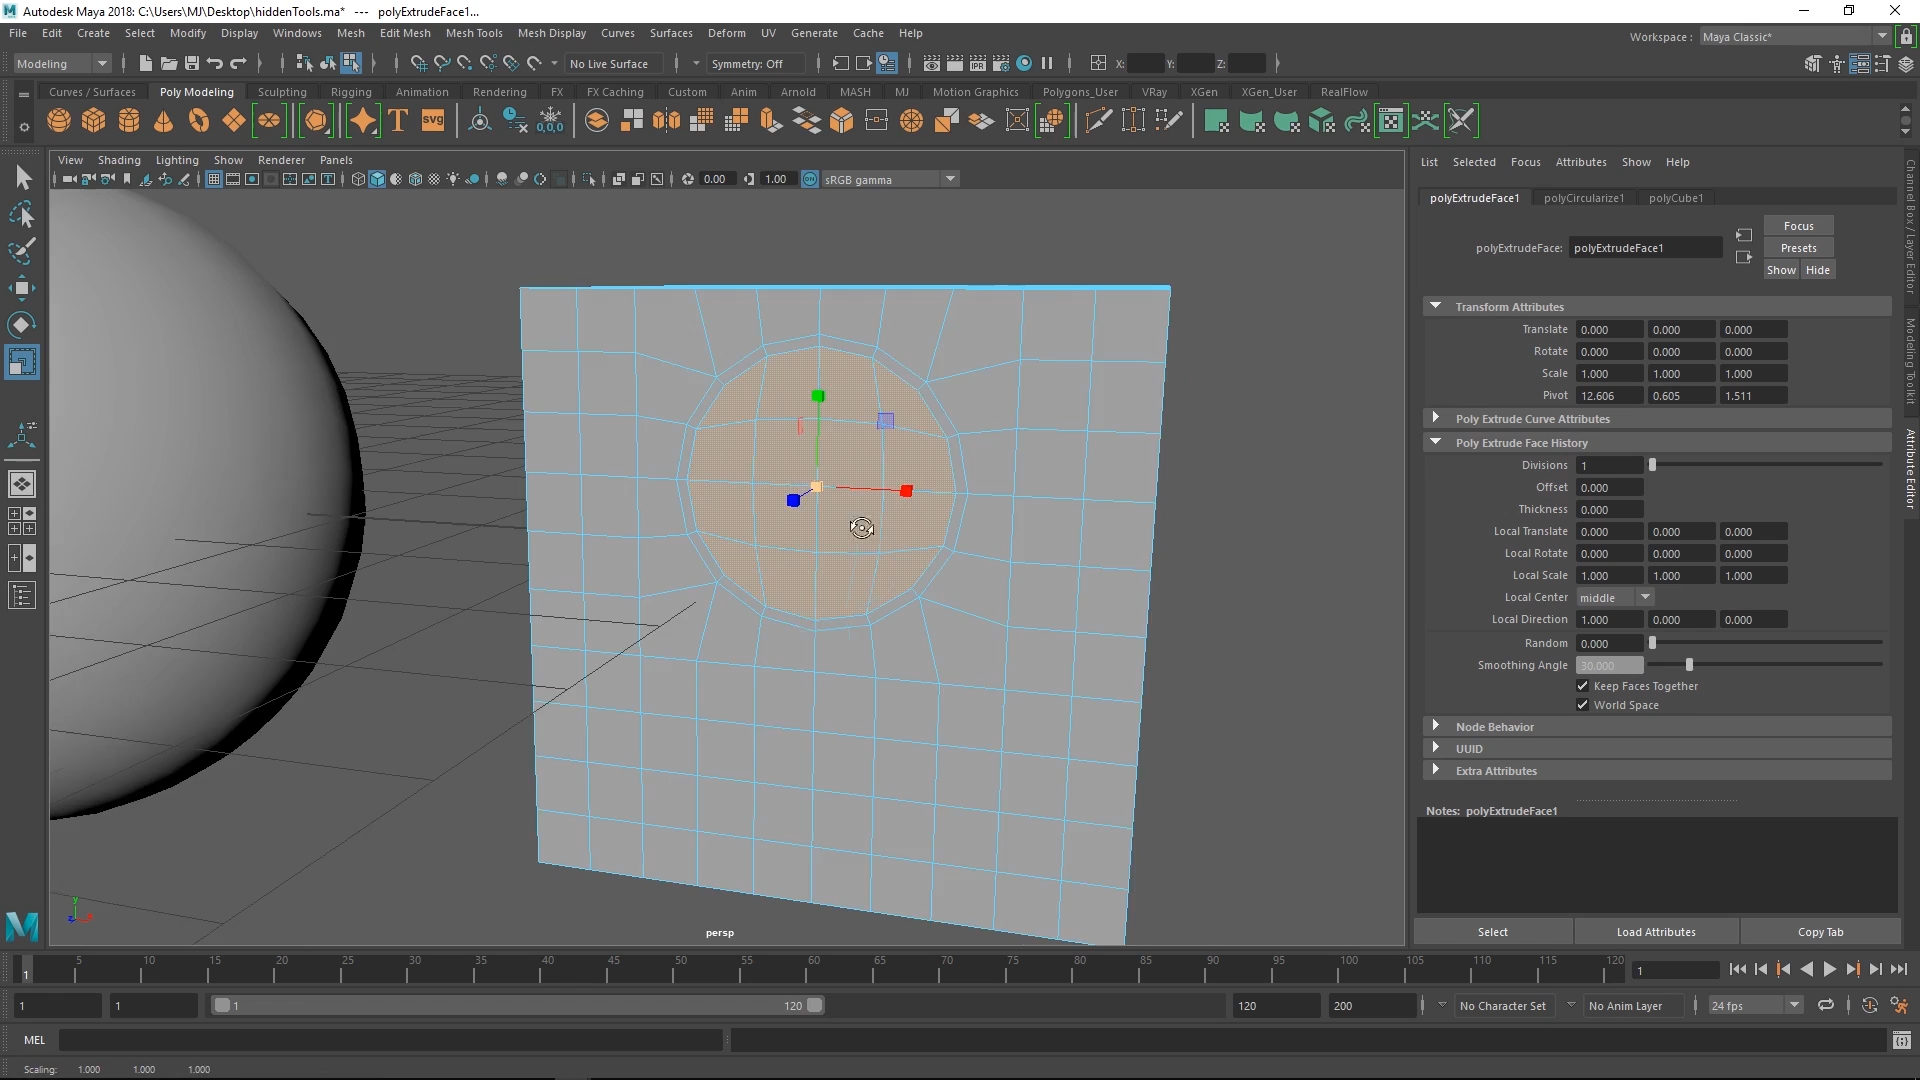 Autodesk Maya 2018: C:\Users\MJ\Desktop\hiddenTools.ma* --- polyExtrudeFace1...
File Edit Create Select Modify Display Windows Mesh Edit Mesh Mesh Tools Mesh Display Curves Surfaces Deform UV Generate Cache Help
Workspace : Maya Classic*
Modeling No Live Surface Symmetry: Off X: Y: Z:
Curves / Surfaces Poly Modeling Sculpting Rigging Animation Rendering FX FX Caching Custom Anim Arnold MASH MJ Motion Graphics Polygons_User VRay XGen XGen_User RealFlow
T SVG 0,0,0
View Shading Lighting Show Renderer Panels
0.00 1.00 sRGB gamma
List Selected Focus Attributes Show Help
polyExtrudeFace1 polyCircularize1 polyCube1
polyExtrudeFace: polyExtrudeFace1
Focus
Presets
Show Hide
Transform Attributes
Translate 0.000 0.000 0.000
Rotate 0.000 0.000 0.000
Scale 1.000 1.000 1.000
Pivot 12.606 0.605 1.511
Poly Extrude Curve Attributes
Poly Extrude Face History
Divisions 1
Offset 0.000
Thickness 0.000
Local Translate 0.000 0.000 0.000
Local Rotate 0.000 0.000 0.000
Local Scale 1.000 1.000 1.000
Local Center middle
Local Direction 1.000 0.000 0.000
Random 0.000
Smoothing Angle 30.000
Keep Faces Together
World Space
Node Behavior
UUID
Extra Attributes
Notes: polyExtrudeFace1
Select Load Attributes Copy Tab
Channel Box / Layer Editor
Modeling Toolkit
Attribute Editor
y
z
persp
1 5 10 15 20 25 30 35 40 45 50 55 60 65 70 75 80 85 90 95 100 105 110 115 120 1
1 1 1 120 120 200 No Character Set No Anim Layer 24 fps
MEL
Scaling: 1.000 1.000 1.000